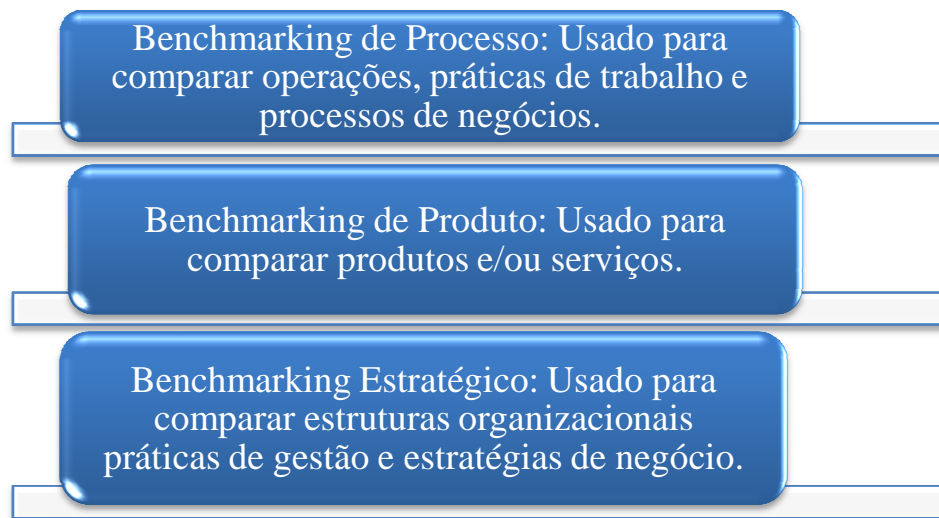 Benchmarking de Processo: Usado para
comparar operações, práticas de trabalho e
processos de negócios.
Benchmarking de Produto: Usado para
comparar produtos e/ou serviços.
Benchmarking Estratégico: Usado para
comparar estruturas organizacionais
práticas de gestão e estratégias de negócio.